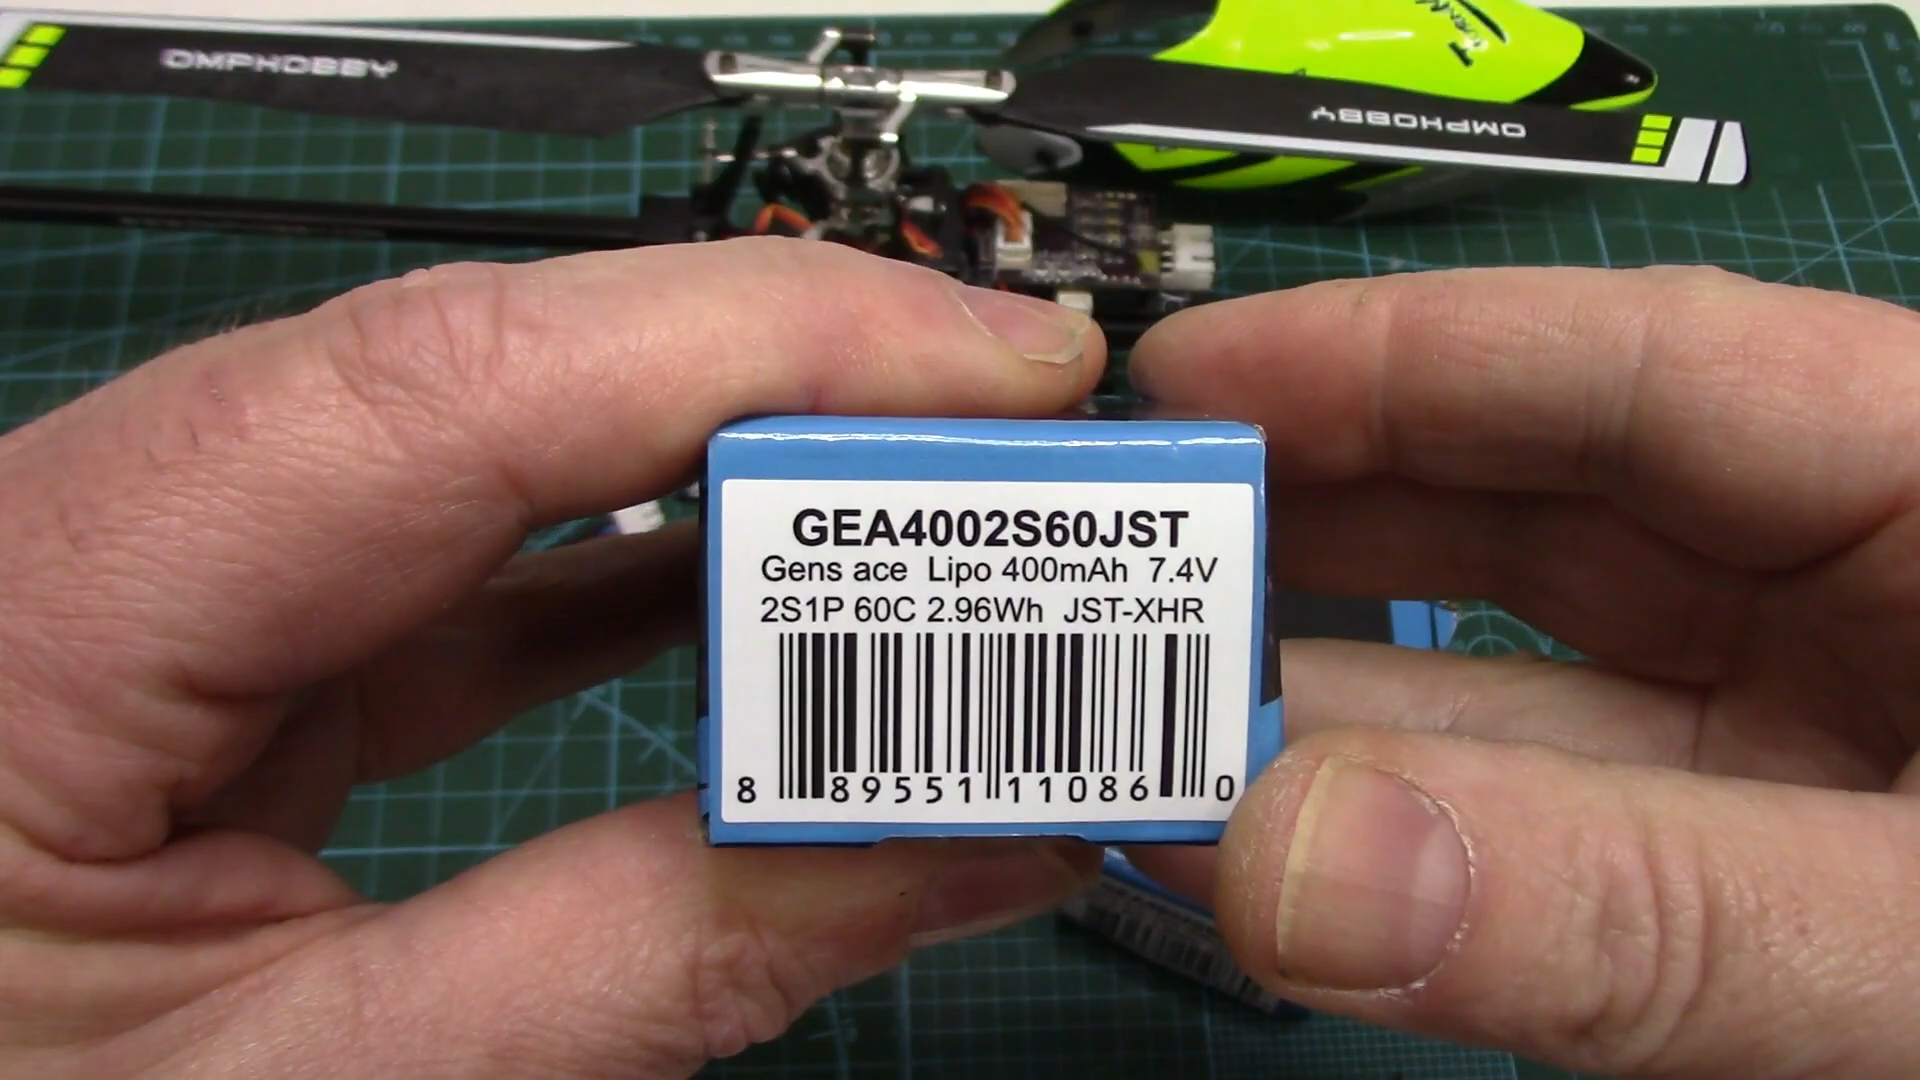 OMPHOBBY
OMPHOBBY
GEA4002S60JST
Gens ace Lipo 400mAh 7.4V
2S1P 60C 2.96Wh JST-XHR
8 89551 11086 0